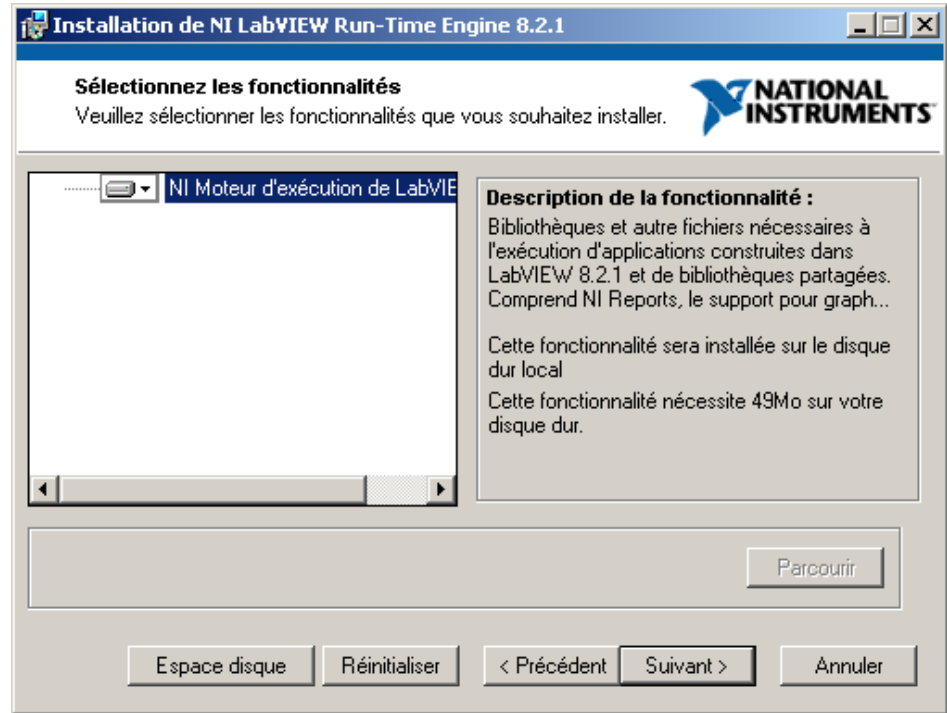 Installation de NI LabVIEW Run-Time Engine 8.2.1
Sélectionnez les fonctionnalités
Veuillez sélectionner les fonctionnalités que vous souhaitez installer.
NATIONAL
INSTRUMENTS™
NI Moteur d'exécution de LabVIE
Description de la fonctionnalité :
Bibliothèques et autre fichiers nécessaires à
l'exécution d'applications construites dans
LabVIEW 8.2.1 et de bibliothèques partagées.
Comprend NI Reports, le support pour graph...
Cette fonctionnalité sera installée sur le disque
dur local
Cette fonctionnalité nécessite 49Mo sur votre
disque dur.
Parcourir
Espace disque
Réinitialiser
< Précédent
Suivant >
Annuler